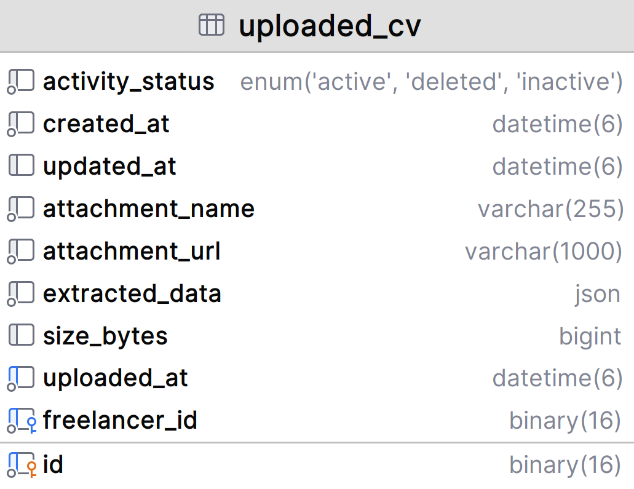 uploaded_cv
activity_status enum('active', 'deleted', 'inactive')
created_at datetime(6)
updated_at datetime(6)
attachment_name varchar(255)
attachment_url varchar(1000)
extracted_data json
size_bytes bigint
uploaded_at datetime(6)
freelancer_id binary(16)
id binary(16)